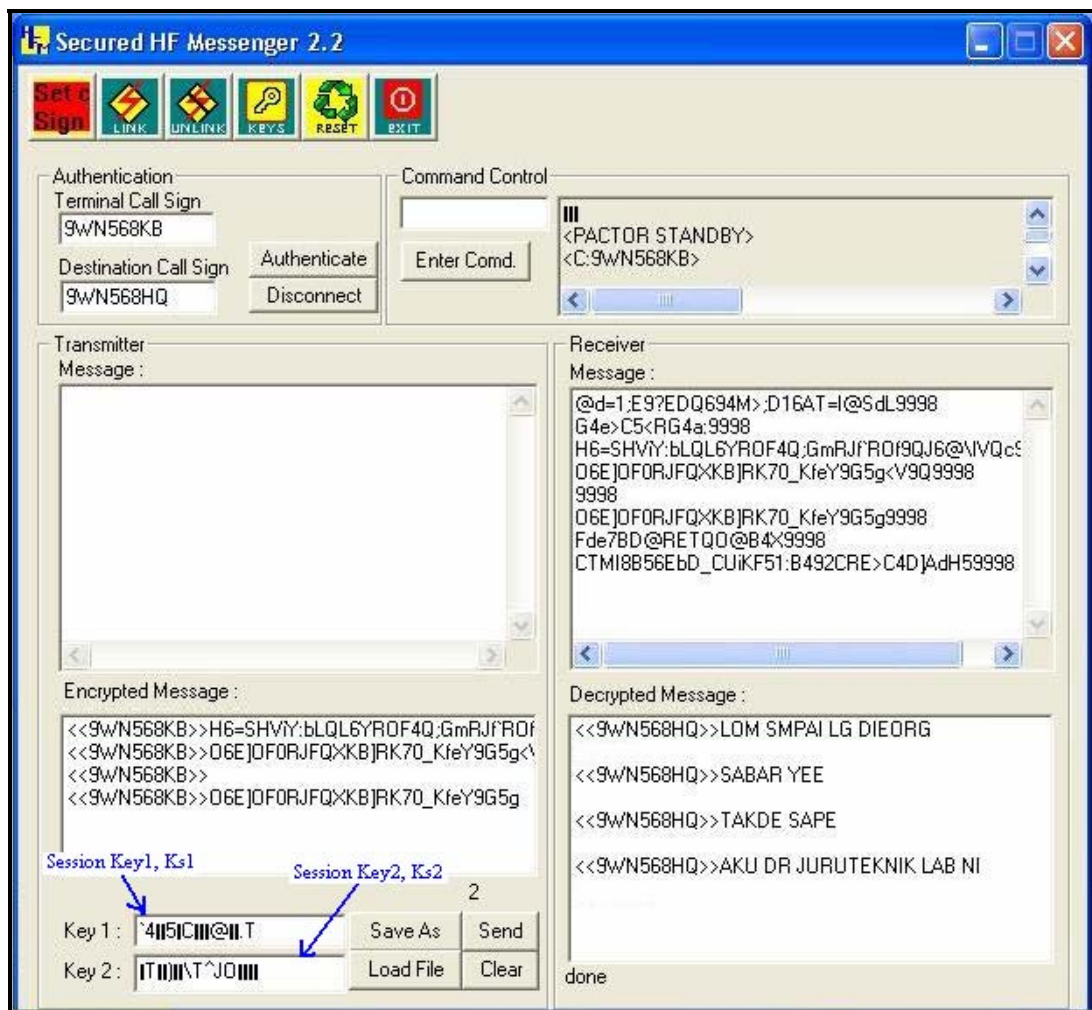 Secured HF Messenger 2.2
Set c
Sign
LINK
UNLINK
KEYS
RESET
EXIT
Authentication
Terminal Call Sign
9WN568KB
Destination Call Sign
9WN568HQ
Authenticate
Disconnect
Command Control
Enter Comd.
<PACTOR STANDBY>
<C:9WN568KB>
Transmitter
Message :
Encrypted Message :
<<9WN568KB>>H6=SHViY:bLQL6YROF4Q;GmRJf`ROf
<<9WN568KB>>O6E]OF0RJFQXKB]RK70_KfeY9G5g<\
<<9WN568KB>>
<<9WN568KB>>O6E]OF0RJFQXKB]RK70_KfeY9G5g
Session Key1, Ks1
Session Key2, Ks2
2
Key 1 :
Save As
Send
Key 2 :
Load File
Clear
Receiver
Message :
@d=1;E9?EDQ694M>;D16AT=I@SdL9998
G4e>C5<RG4a:9998
H6=SHViY:bLQL6YROF4Q;GmRJf`ROf9QJ6@\IVQc9
O6E]OF0RJFQXKB]RK70_KfeY9G5g<V9Q9998
9998
O6E]OF0RJFQXKB]RK70_KfeY9G5g9998
Fde7BD@RETQO@B4X9998
CTMI8B56EbD_CUiKF51:B492CRE>C4D]AdH59998
Decrypted Message :
<<9WN568HQ>>LOM SMPAI LG DIEORG
<<9WN568HQ>>SABAR YEE
<<9WN568HQ>>TAKDE SAPE
<<9WN568HQ>>AKU DR JURUTEKNIK LAB NI
done